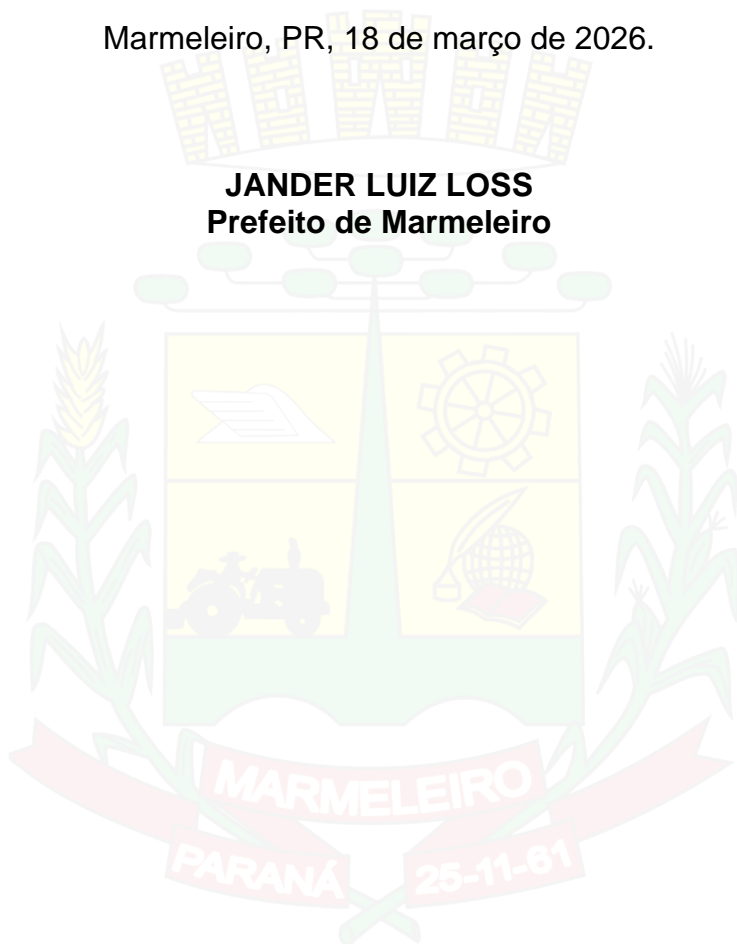 Marmeleiro, PR, 18 de março de 2026.
JANDER LUIZ LOSS
Prefeito de Marmeleiro
MARMELEIRO
PARANÁ 25-11-61